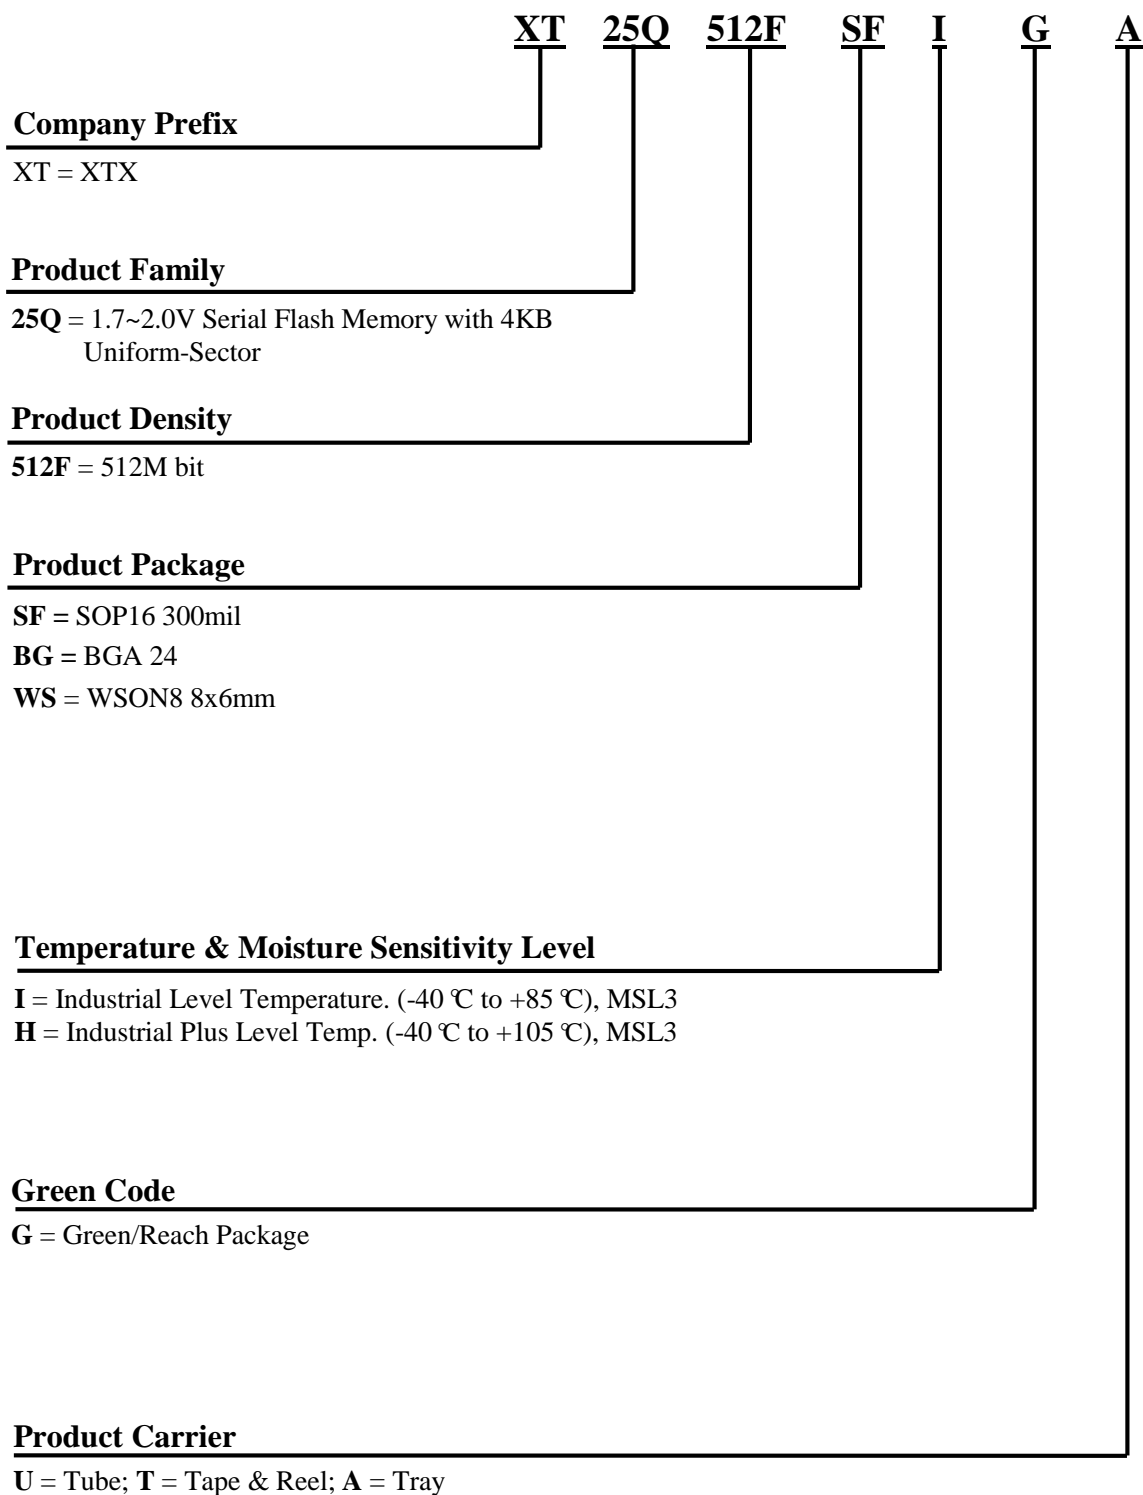 XT 25Q 512F SF I G A
Company Prefix
XT = XTX
Product Family
25Q = 1.7~2.0V Serial Flash Memory with 4KB
Uniform-Sector
Product Density
512F = 512M bit
Product Package
SF = SOP16 300mil
BG = BGA 24
WS = WSON8 8x6mm
Temperature & Moisture Sensitivity Level
I = Industrial Level Temperature. (-40 ℃ to +85 ℃), MSL3
H = Industrial Plus Level Temp. (-40 ℃ to +105 ℃), MSL3
Green Code
G = Green/Reach Package
Product Carrier
U = Tube; T = Tape & Reel; A = Tray